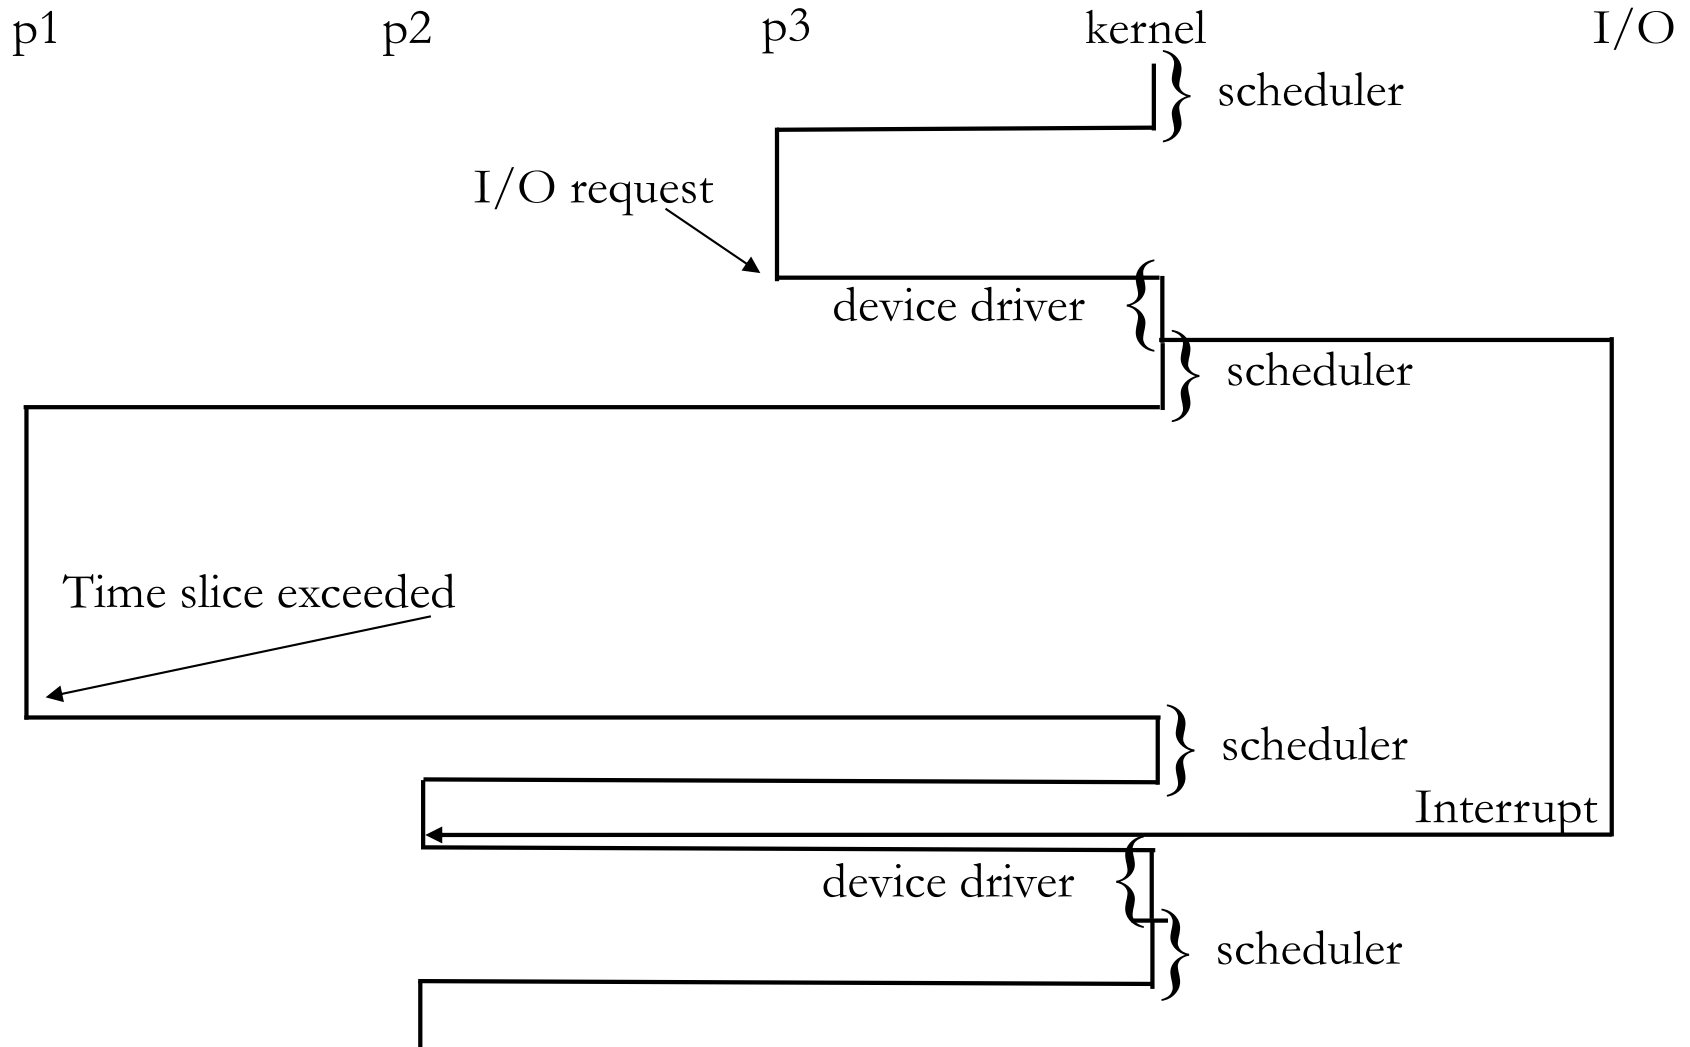 p1 p2 p3 kernel I/O
scheduler
I/O request
device driver
scheduler
Time slice exceeded
scheduler
Interrupt
device driver
scheduler